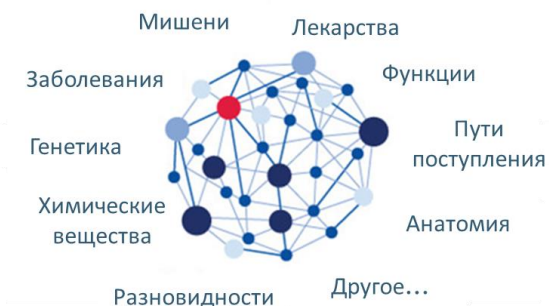 Мишени
Лекарства
Заболевания
Функции
Генетика
Пути
поступления
Химические
вещества
Анатомия
Разновидности
Другое...